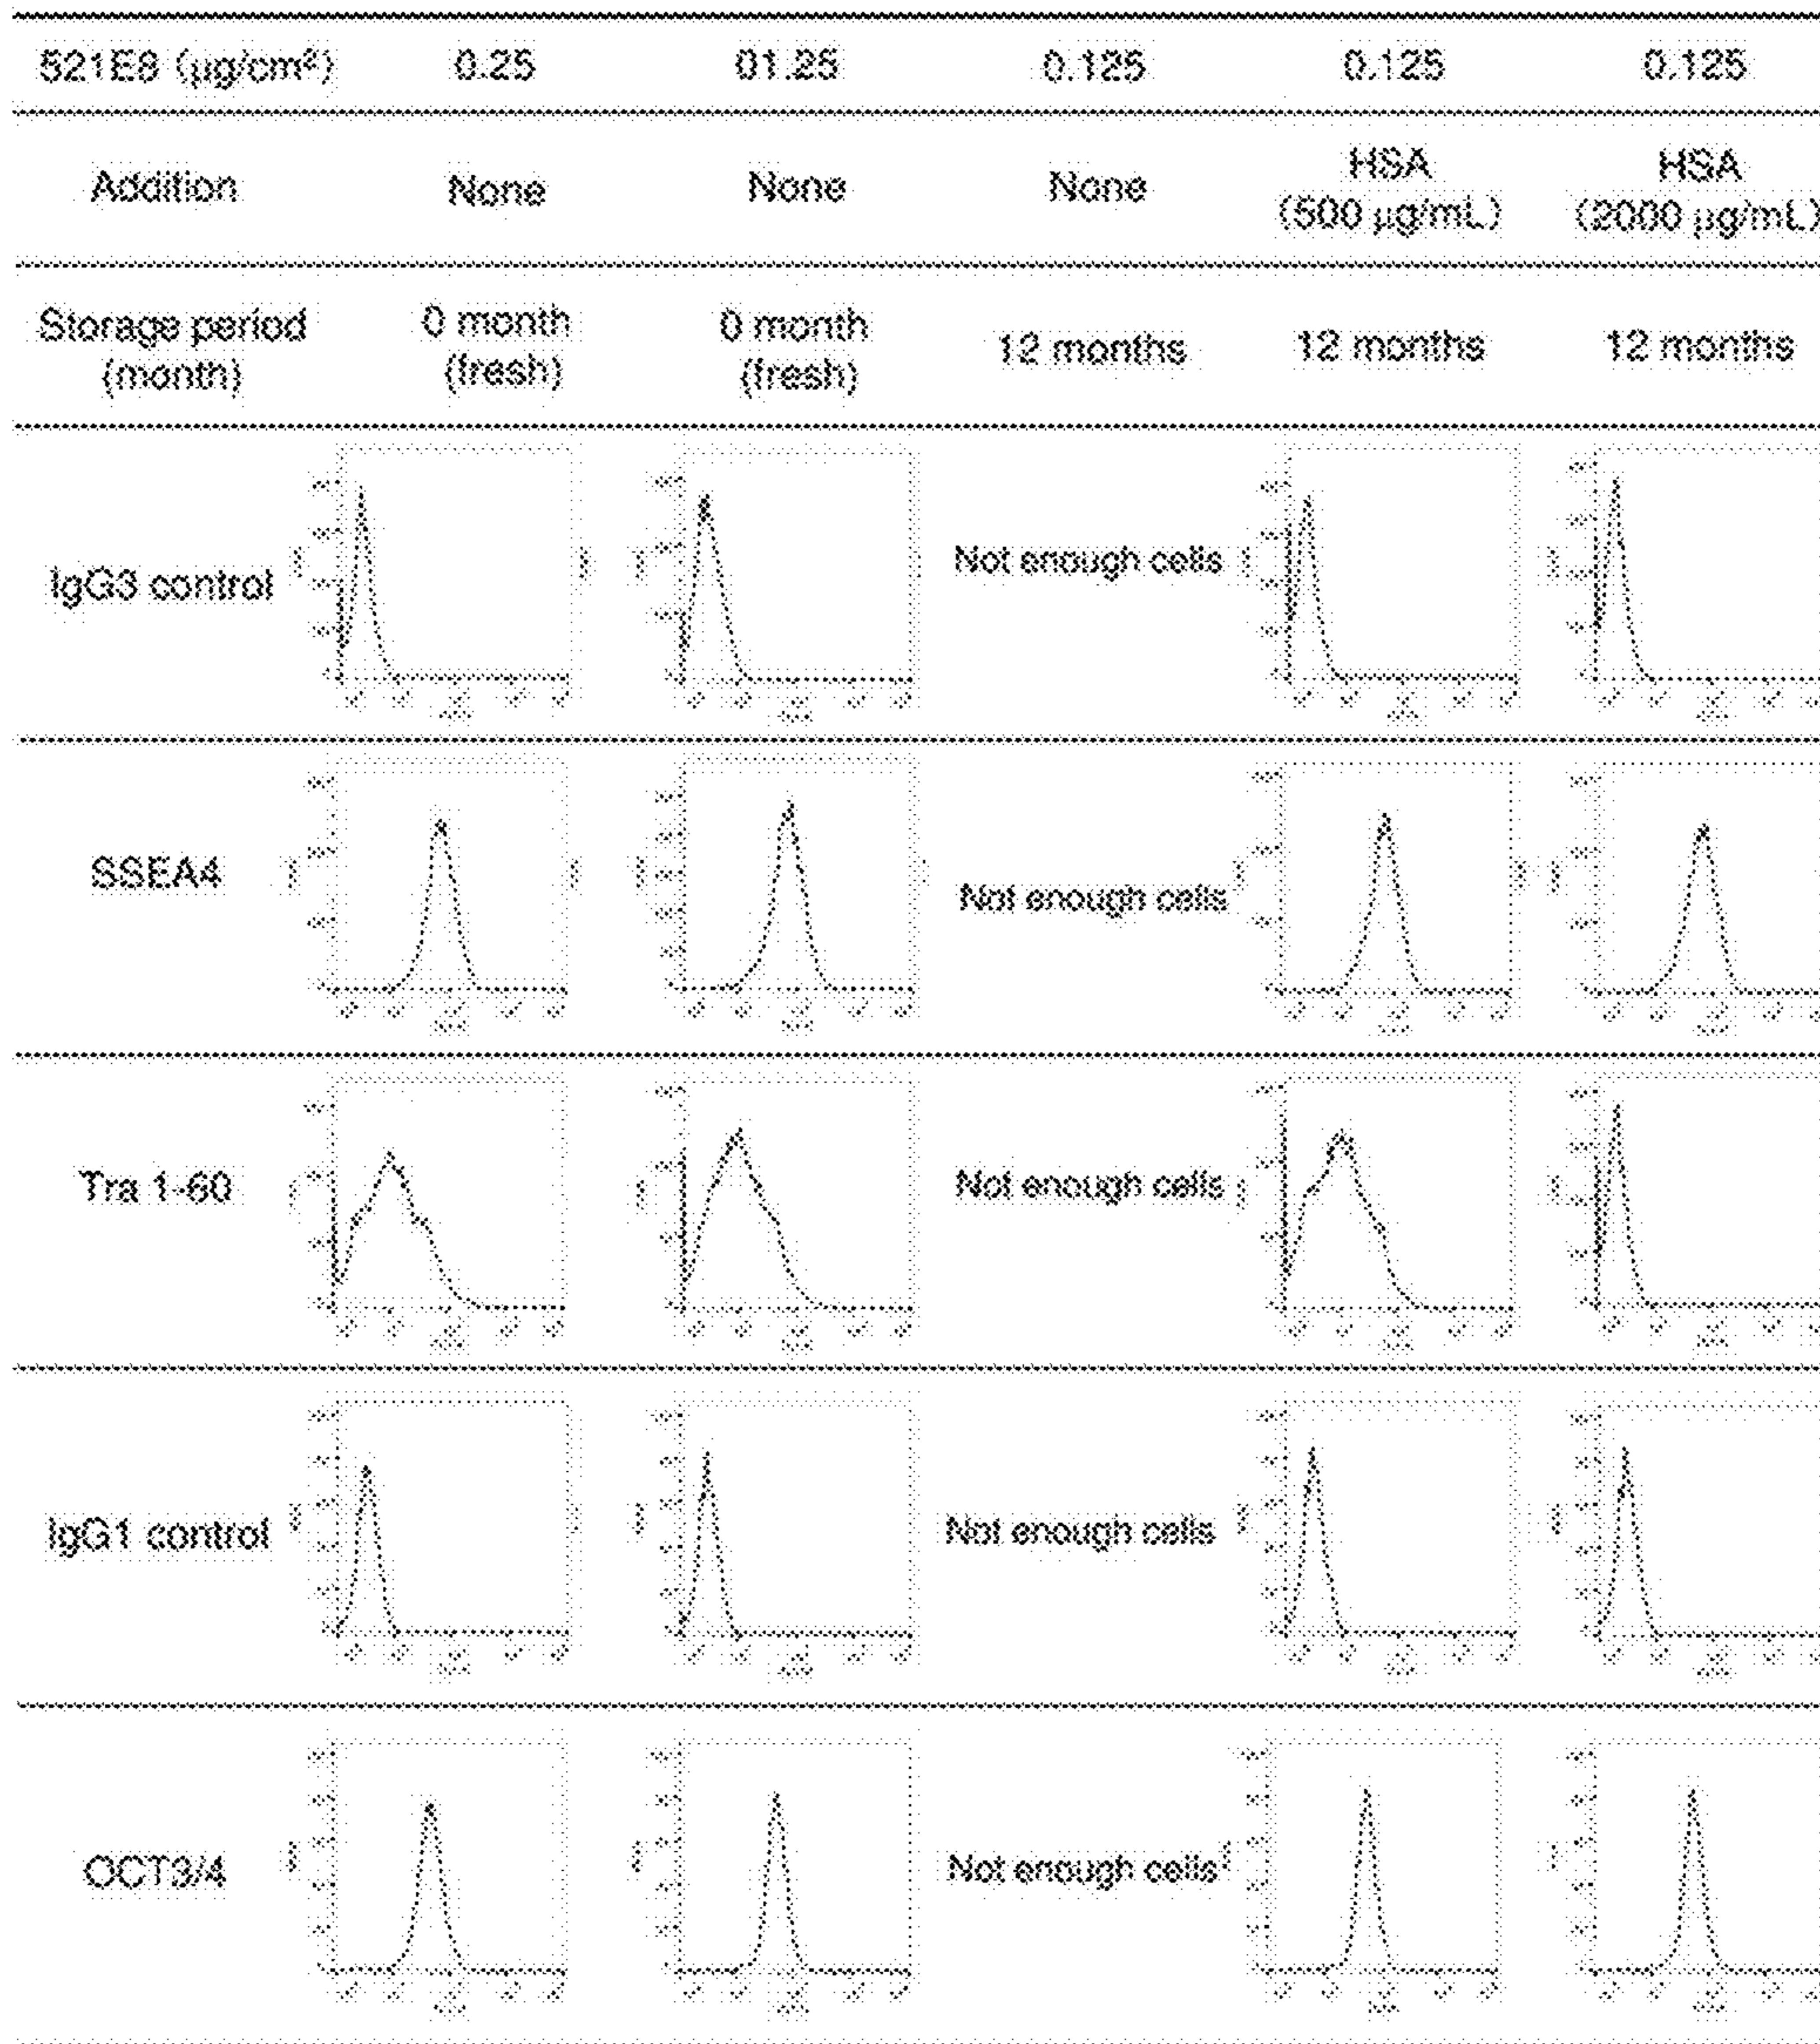 521E8 (μg/cm²) 0.25 01.25 0.125 0.125 0.125
Addition None None None HSA (500 μg/mL) HSA (2000 μg/mL)
Storage period (month) 0 month (fresh) 0 month (fresh) 12 months 12 months 12 months
IgG3 control Not enough cells
SSEA4 Not enough cells
Tra 1-60 Not enough cells
IgG1 control Not enough cells
OCT3/4 Not enough cells